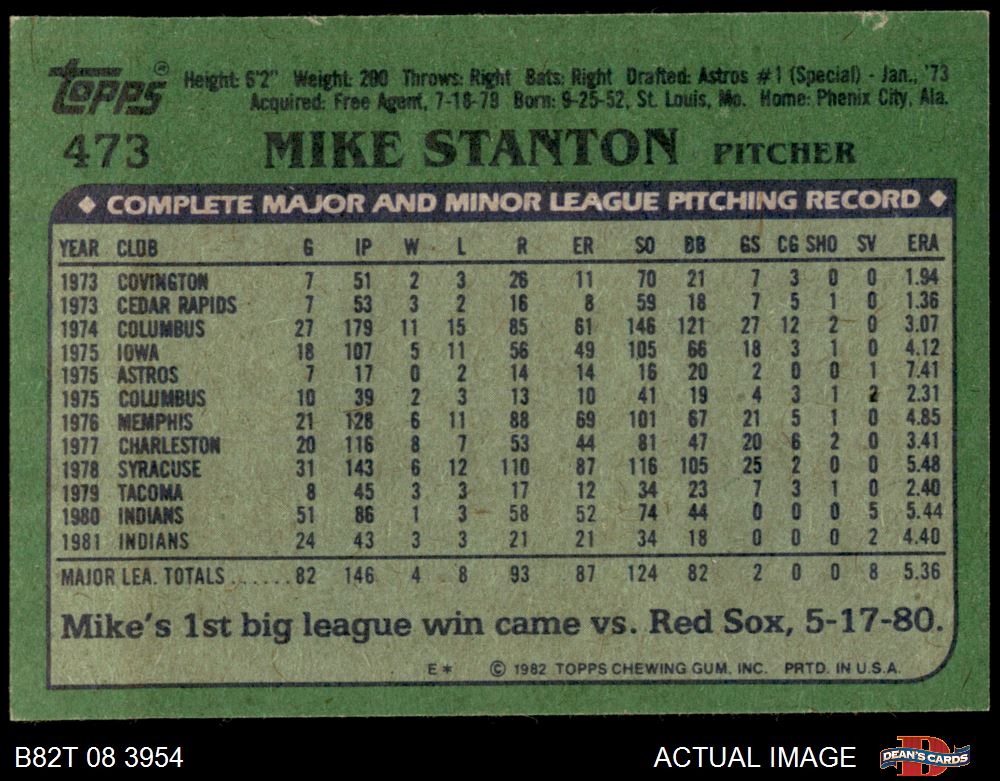 Topps® Height: 6'2" Weight: 200 Throws: Right Bats: Right Drafted: Astros #1 (Special) - Jan., '73
Acquired: Free Agent, 7-18-79 Born: 9-25-52, St. Louis, Mo. Home: Phenix City, Ala.
473 MIKE STANTON PITCHER
◆ COMPLETE MAJOR AND MINOR LEAGUE PITCHING RECORD ◆
YEAR CLUB G IP W L R ER SO BB GS CG SHO SV ERA
1973 COVINGTON 7 51 2 3 26 11 70 21 7 3 0 0 1.94
1973 CEDAR RAPIDS 7 53 3 2 16 8 59 18 7 5 1 0 1.36
1974 COLUMBUS 27 179 11 15 85 61 146 121 27 12 2 0 3.07
1975 IOWA 18 107 5 11 56 49 105 66 18 3 1 0 4.12
1975 ASTROS 7 17 0 2 14 14 16 20 2 0 0 1 7.41
1975 COLUMBUS 10 39 2 3 13 10 41 19 4 3 1 2 2.31
1976 MEMPHIS 21 128 6 11 88 69 101 67 21 5 1 0 4.85
1977 CHARLESTON 20 116 8 7 53 44 81 47 20 6 2 0 3.41
1978 SYRACUSE 31 143 6 12 110 87 116 105 25 2 0 0 5.48
1979 TACOMA 8 45 3 3 17 12 34 23 7 3 1 0 2.40
1980 INDIANS 51 86 1 3 58 52 74 44 0 0 0 5 5.44
1981 INDIANS 24 43 3 3 21 21 34 18 0 0 0 2 4.40
MAJOR LEA. TOTALS......82 146 4 8 93 87 124 82 2 0 0 8 5.36
Mike's 1st big league win came vs. Red Sox, 5-17-80.
E* © 1982 TOPPS CHEWING GUM, INC. PRTD. IN U.S.A.
B82T 08 3954 ACTUAL IMAGE DEAN'S CARDS